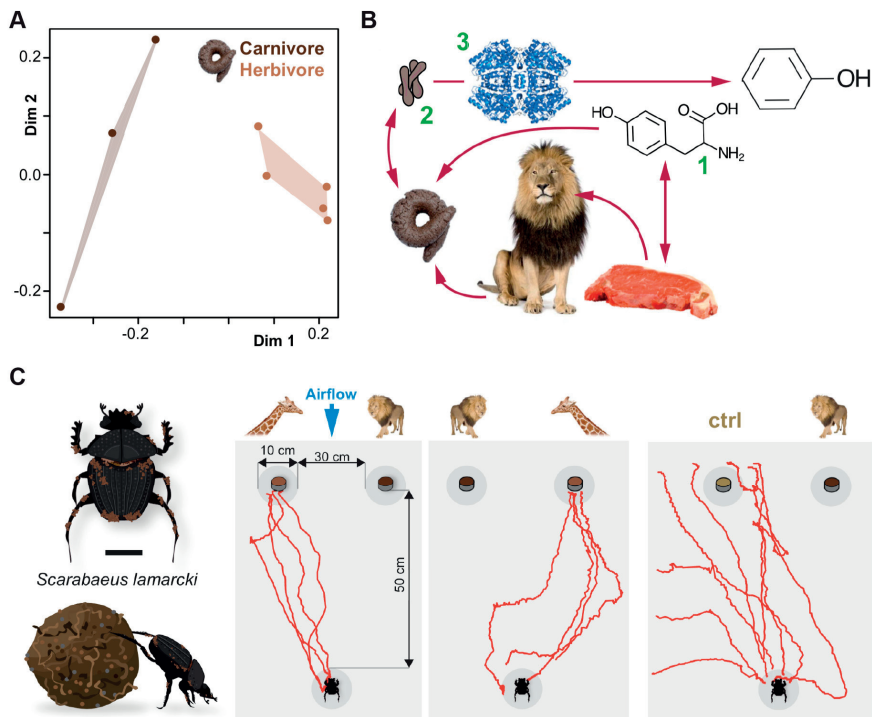 A
0.2
0.0
-0.2
Dim 2
-0.2
0.2
Dim 1
Carnivore
Herbivore
B
3
2
OH
HO
O
OH
NH2
1
C
Scarabaeus lamarcki
Airflow
10 cm
30 cm
50 cm
ctrl